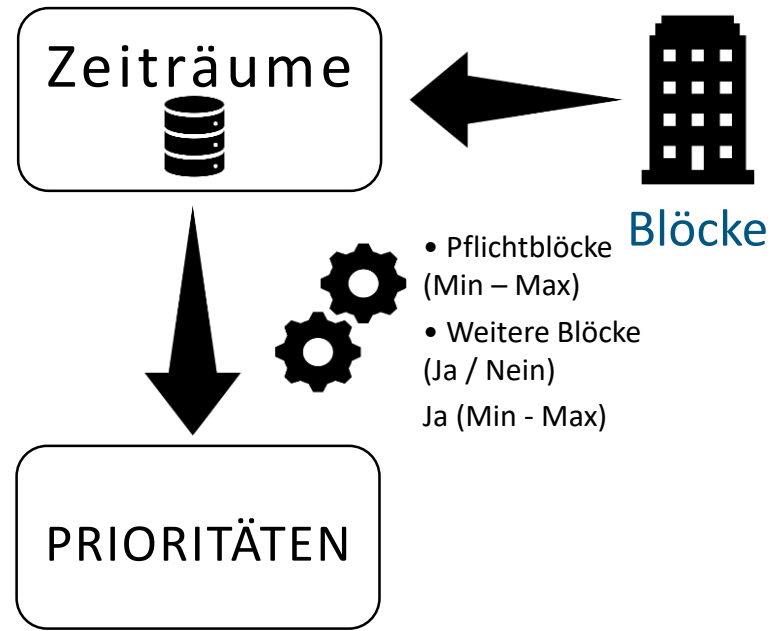 Zeiträume
Blöcke
• Pflichtblöcke
(Min – Max)
• Weitere Blöcke
(Ja / Nein)
Ja (Min - Max)
PRIORITÄTEN